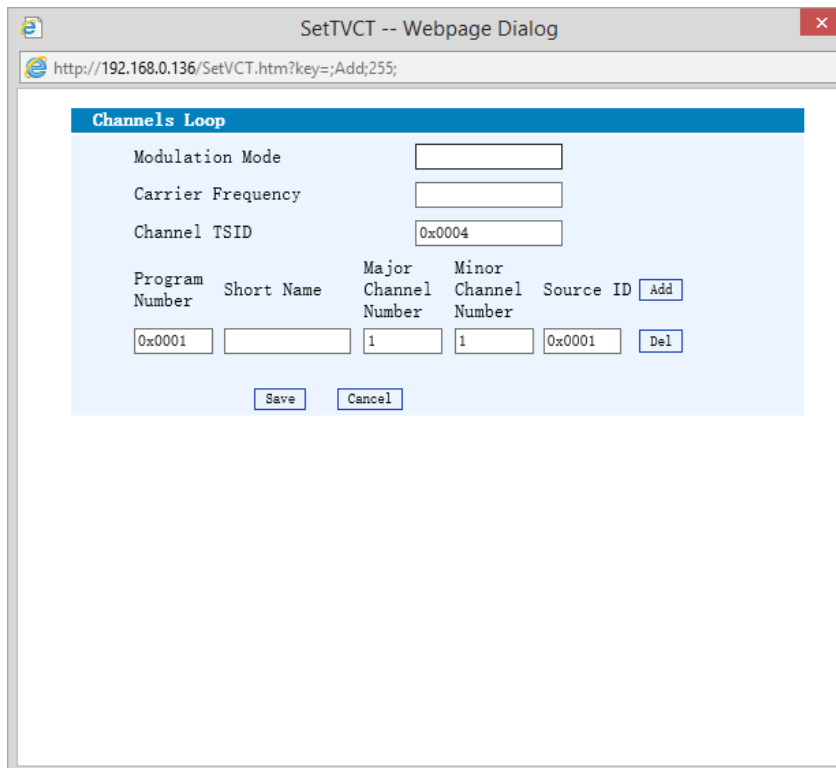 SetTVCT -- Webpage Dialog
http://192.168.0.136/SetVCT.htm?key=;Add;255;
Channels Loop
Modulation Mode
Carrier Frequency
Channel TSID 0x0004
Program Number Short Name Major Channel Number Minor Channel Number Source ID Add
0x0001 1 1 0x0001 Del
Save Cancel